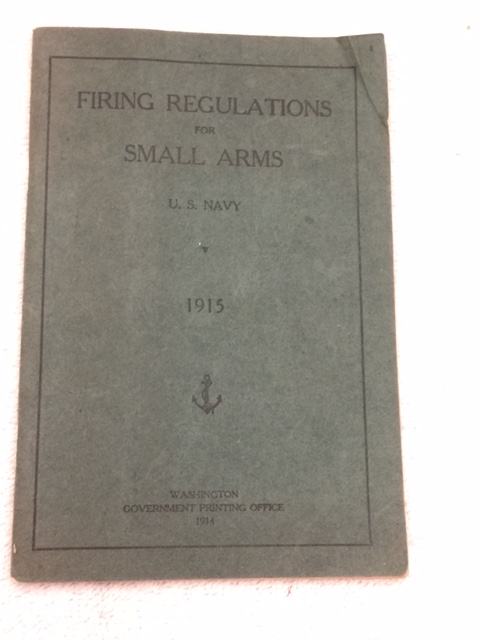 FIRING REGULATIONS
FOR
SMALL ARMS
U. S. NAVY
1915
WASHINGTON
GOVERNMENT PRINTING OFFICE
1914